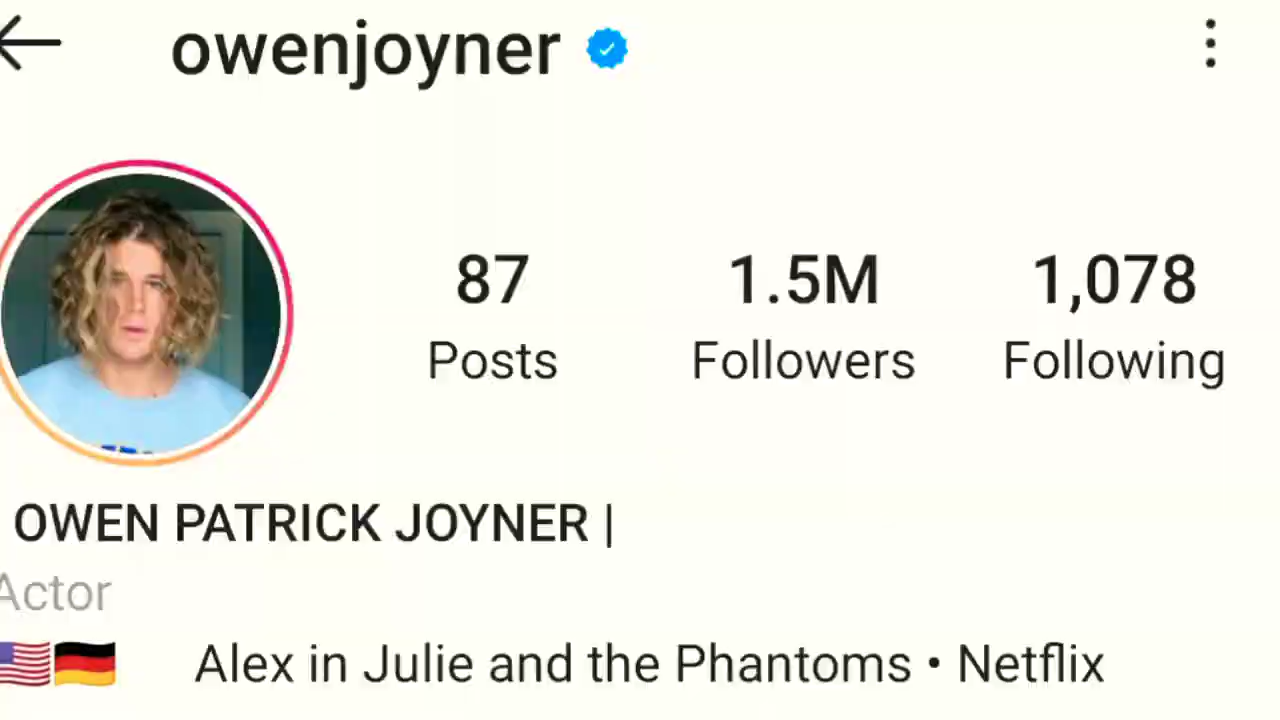 owenjoyner
87 1.5M 1,078
Posts Followers Following
OWEN PATRICK JOYNER |
Actor
Alex in Julie and the Phantoms • Netflix